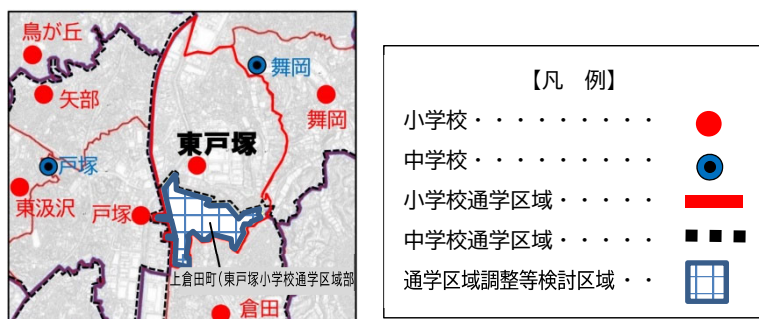 鳥が丘
舞岡
矢部
舞岡
東戸塚
戸塚
東汲沢
戸塚
上倉田町(東戸塚小学校通学区域部
倉田
【凡 例】
小学校・・・・・・・・・
中学校・・・・・・・・・
小学校通学区域・・・・・
中学校通学区域・・・・・
通学区域調整等検討区域・・